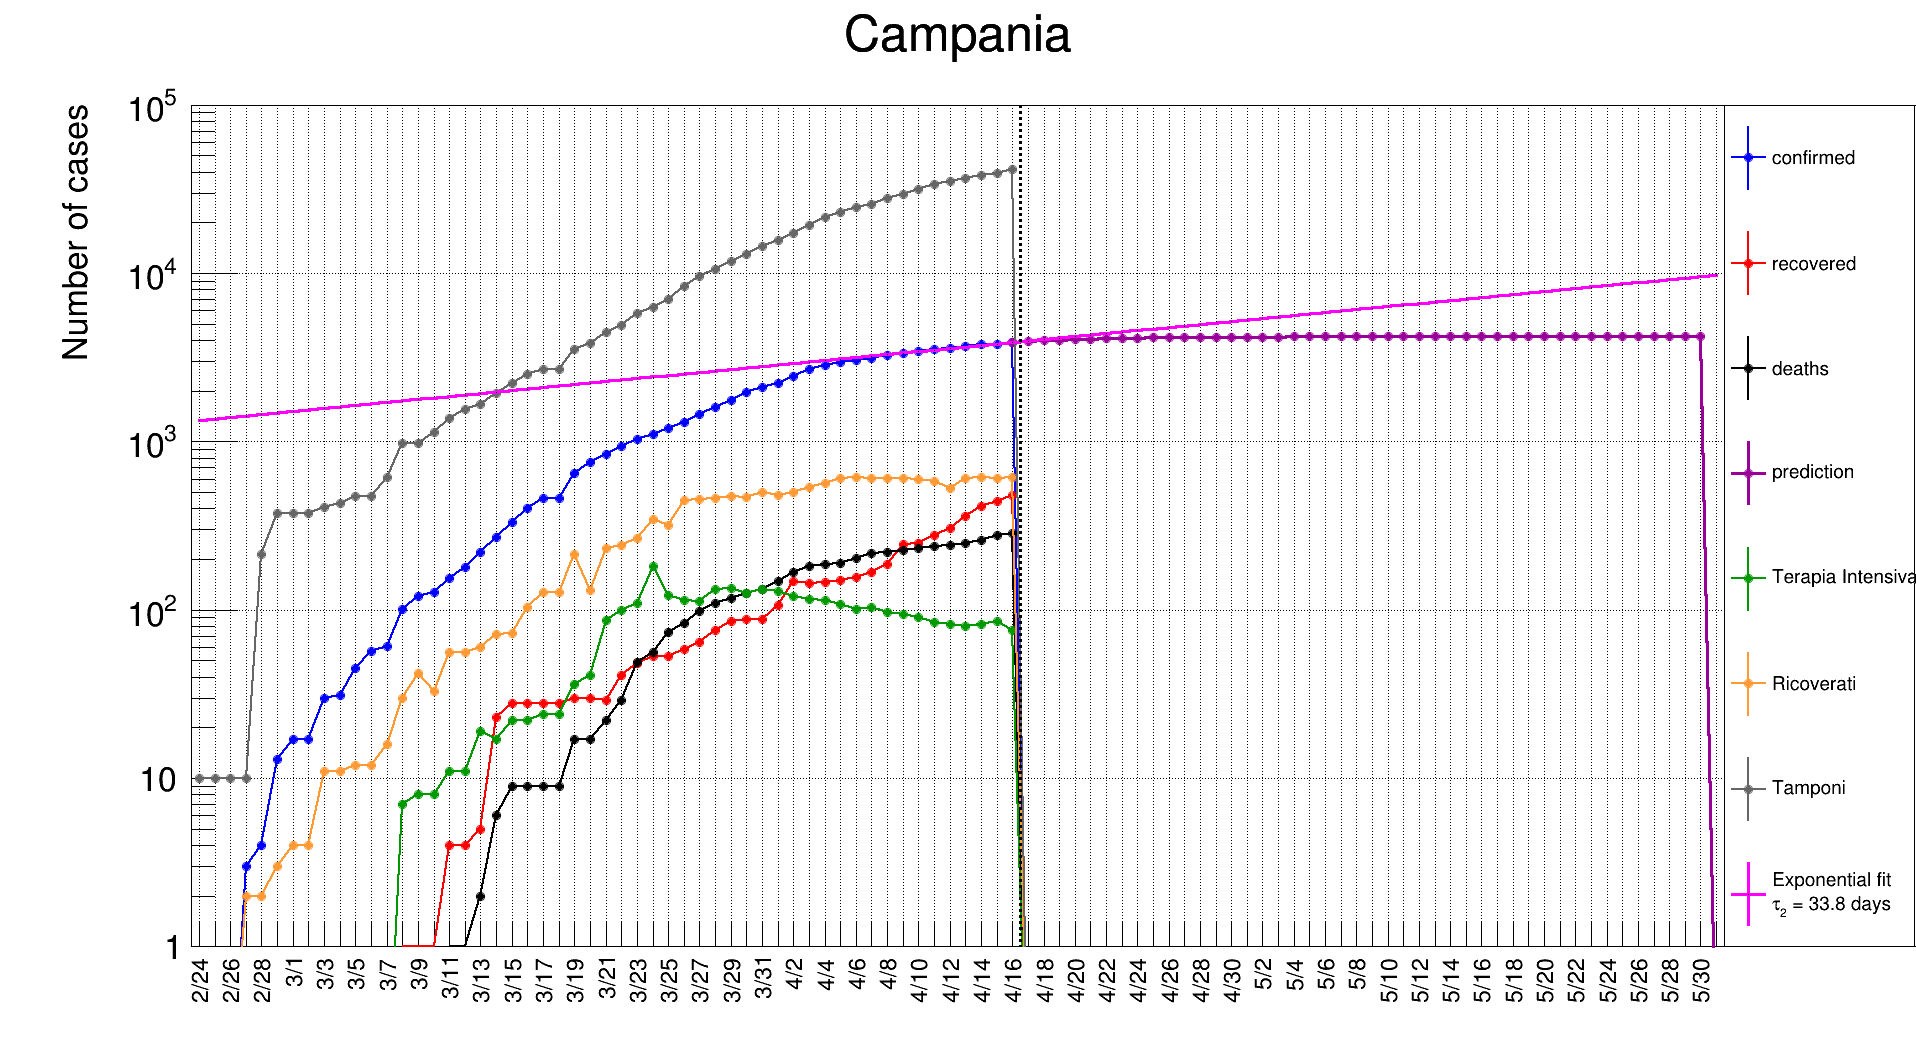 Campania
Number of cases
10^5
10^4
10^3
10^2
10
1
2/24 2/26 2/28 3/1 3/3 3/5 3/7 3/9 3/11 3/13 3/15 3/17 3/19 3/21 3/23 3/25 3/27 3/29 3/31 4/2 4/4 4/6 4/8 4/10 4/12 4/14 4/16 4/18 4/20 4/22 4/24 4/26 4/28 4/30 5/2 5/4 5/6 5/8 5/10 5/12 5/14 5/16 5/18 5/20 5/22 5/24 5/26 5/28 5/30
confirmed
recovered
deaths
prediction
Terapia Intensiva
Ricoverati
Tamponi
Exponential fit
τ₂ = 33.8 days